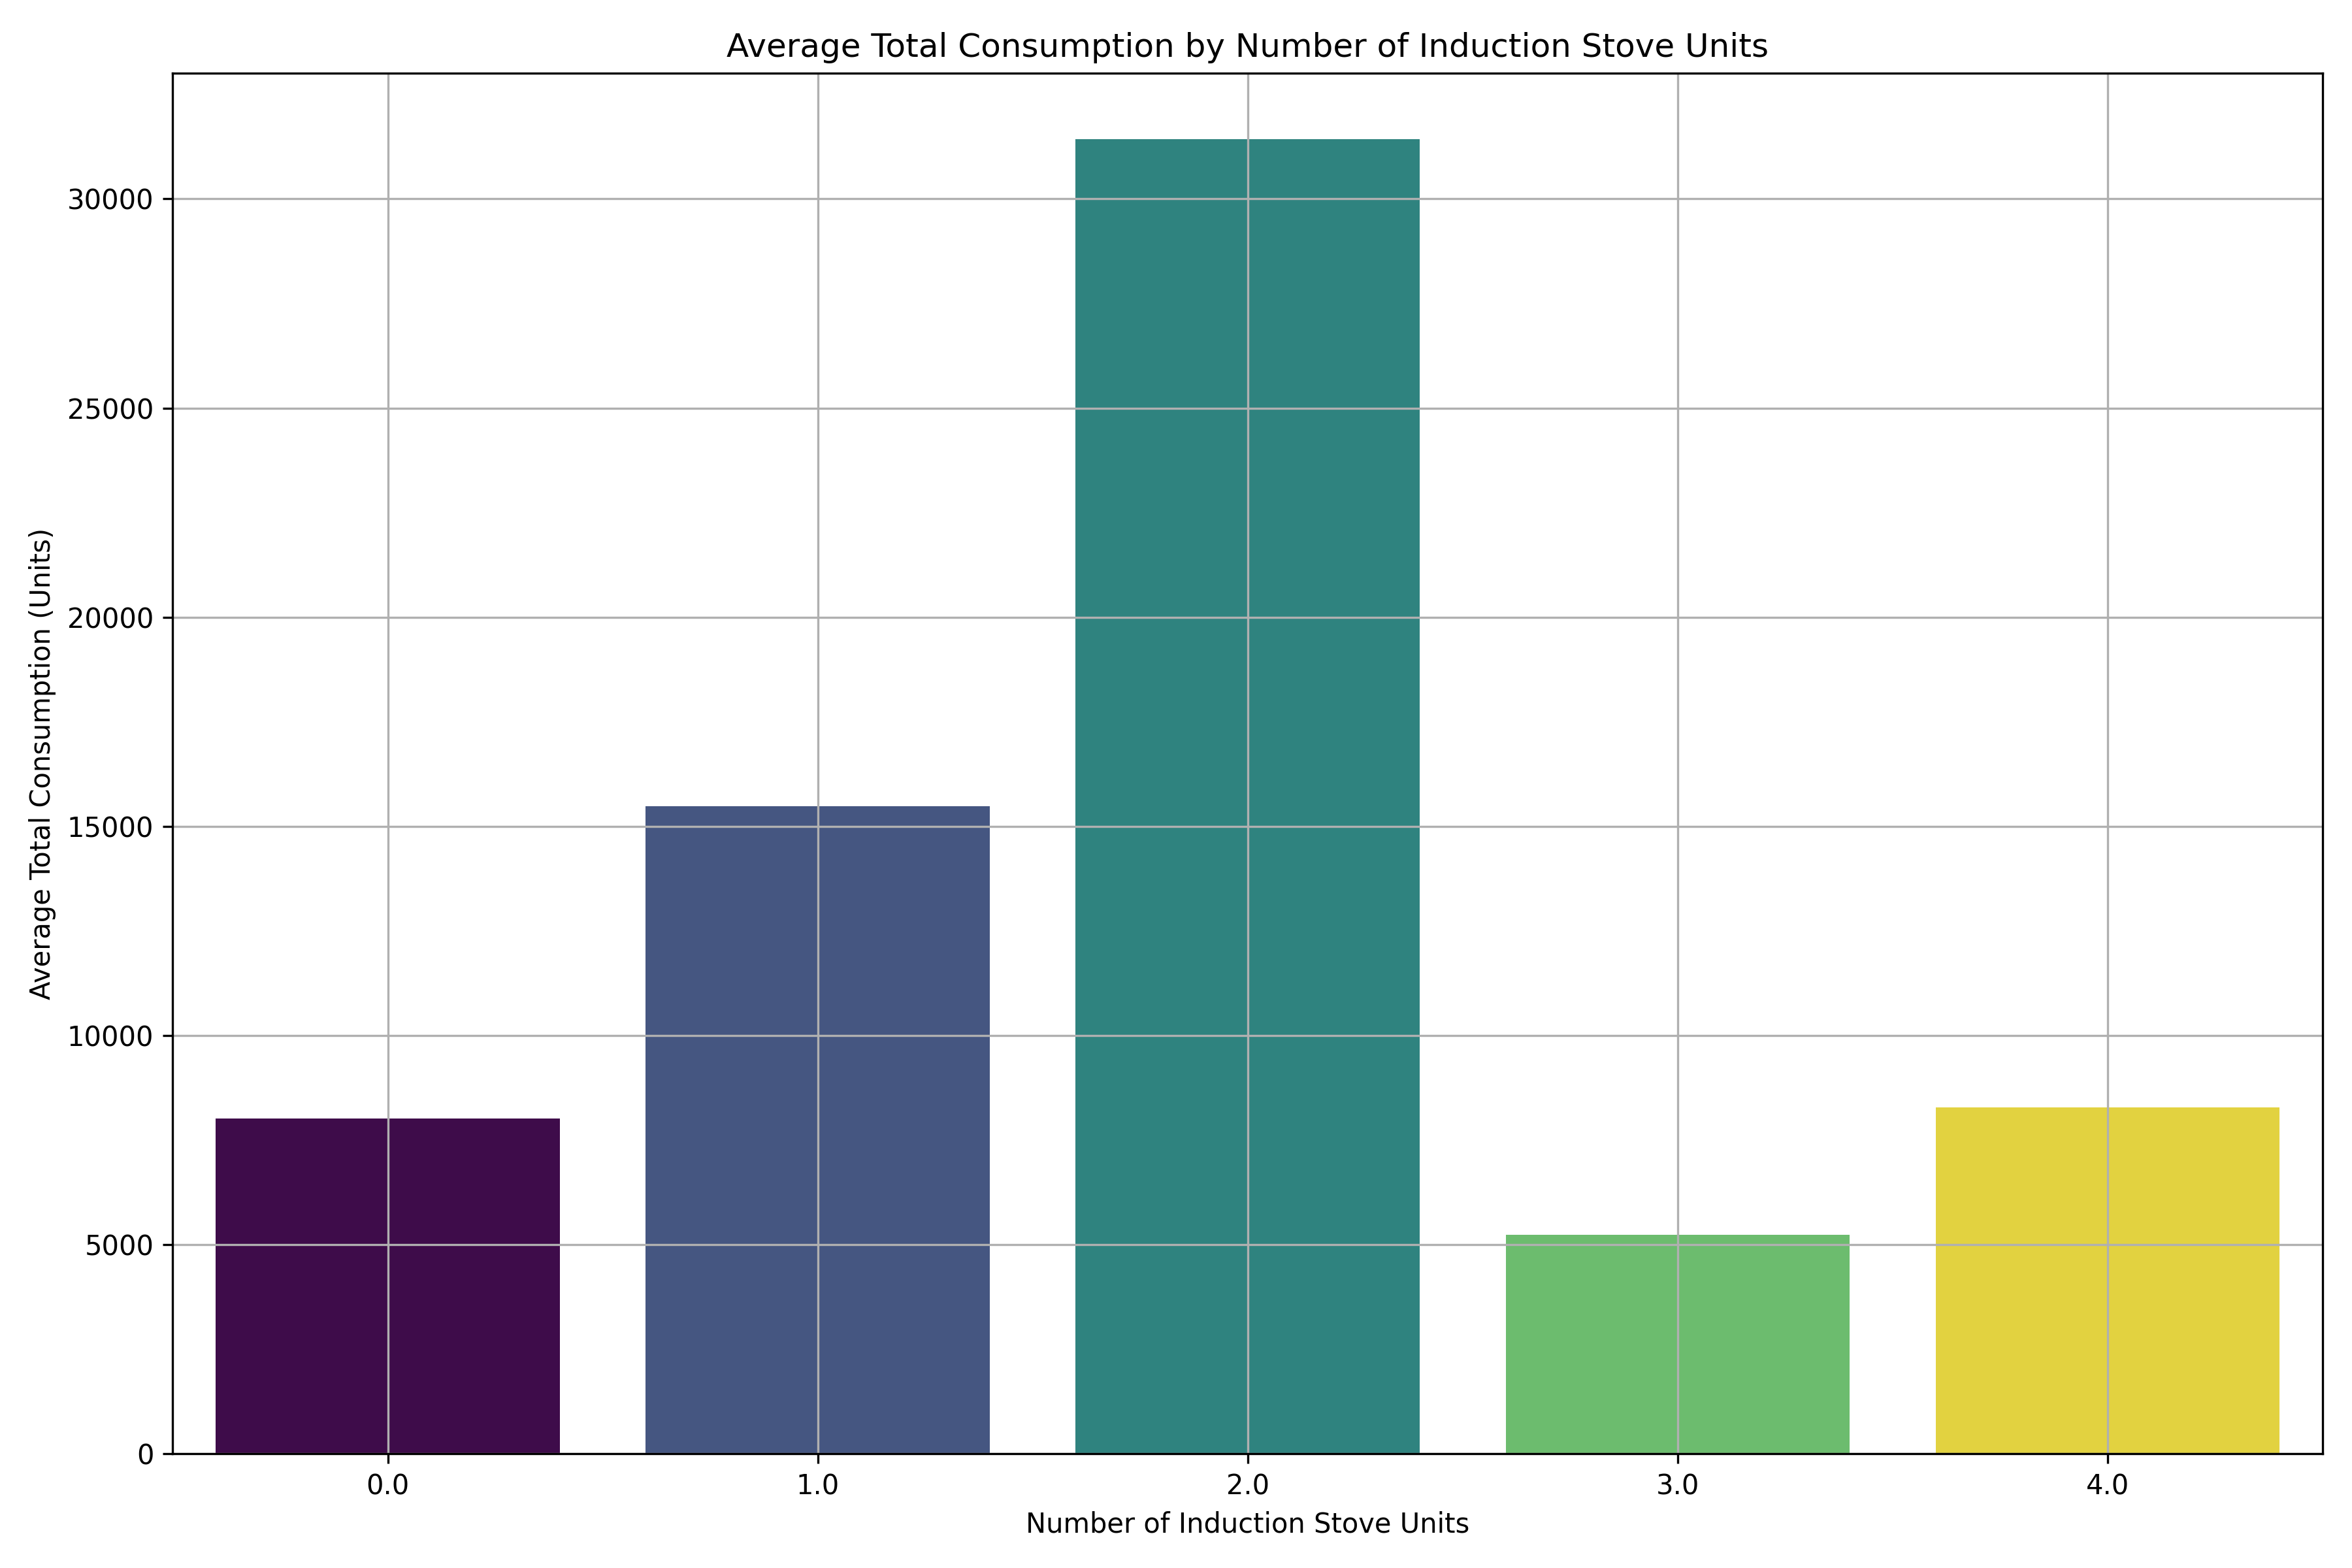 Average Total Consumption by Number of Induction Stove Units
Average Total Consumption (Units)
30000
25000
20000
15000
10000
5000
0
0.0 1.0 2.0 3.0 4.0
Number of Induction Stove Units